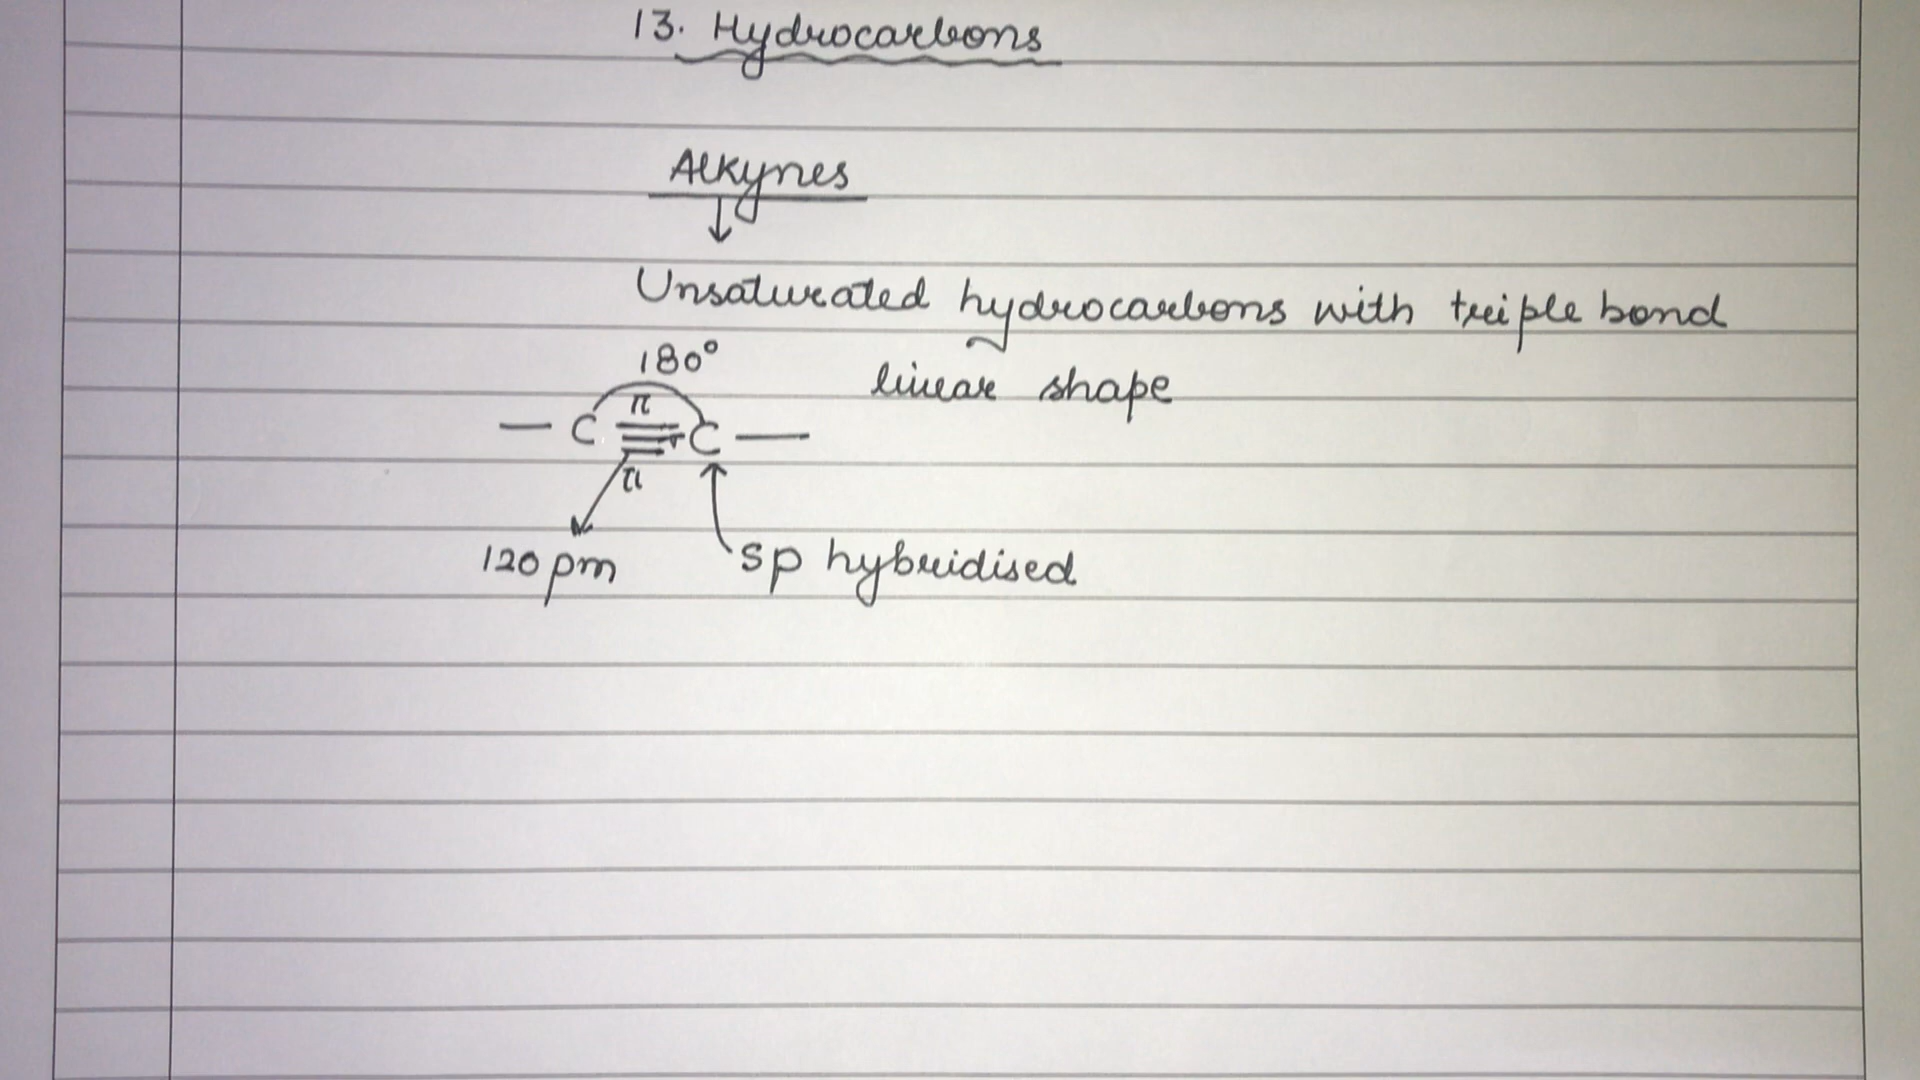 13. Hydrocarbons
Alkynes
↓
Unsaturated hydrocarbons with triple bond
180° linear shape
π
— C ≡ C —
π
120 pm sp hybridised